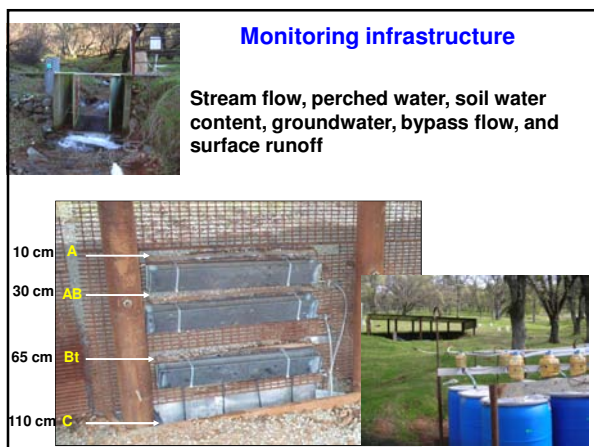 Monitoring infrastructure
Stream flow, perched water, soil water
content, groundwater, bypass flow, and
surface runoff
10 cm A
30 cm AB
65 cm Bt
110 cm C